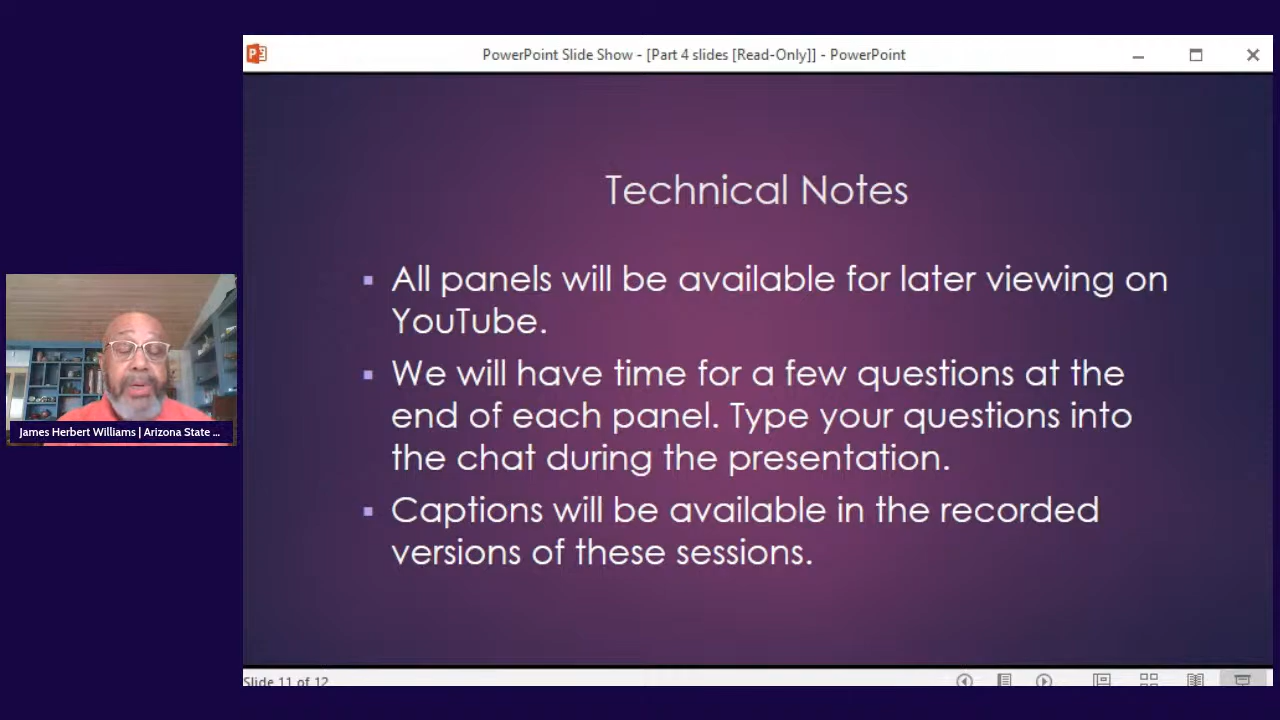 PowerPoint Slide Show - [Part 4 slides [Read-Only]] - PowerPoint
Technical Notes
▪ All panels will be available for later viewing on
YouTube.
▪ We will have time for a few questions at the
end of each panel. Type your questions into
the chat during the presentation.
▪ Captions will be available in the recorded
versions of these sessions.
James Herbert Williams | Arizona State ...
Slide 11 of 12